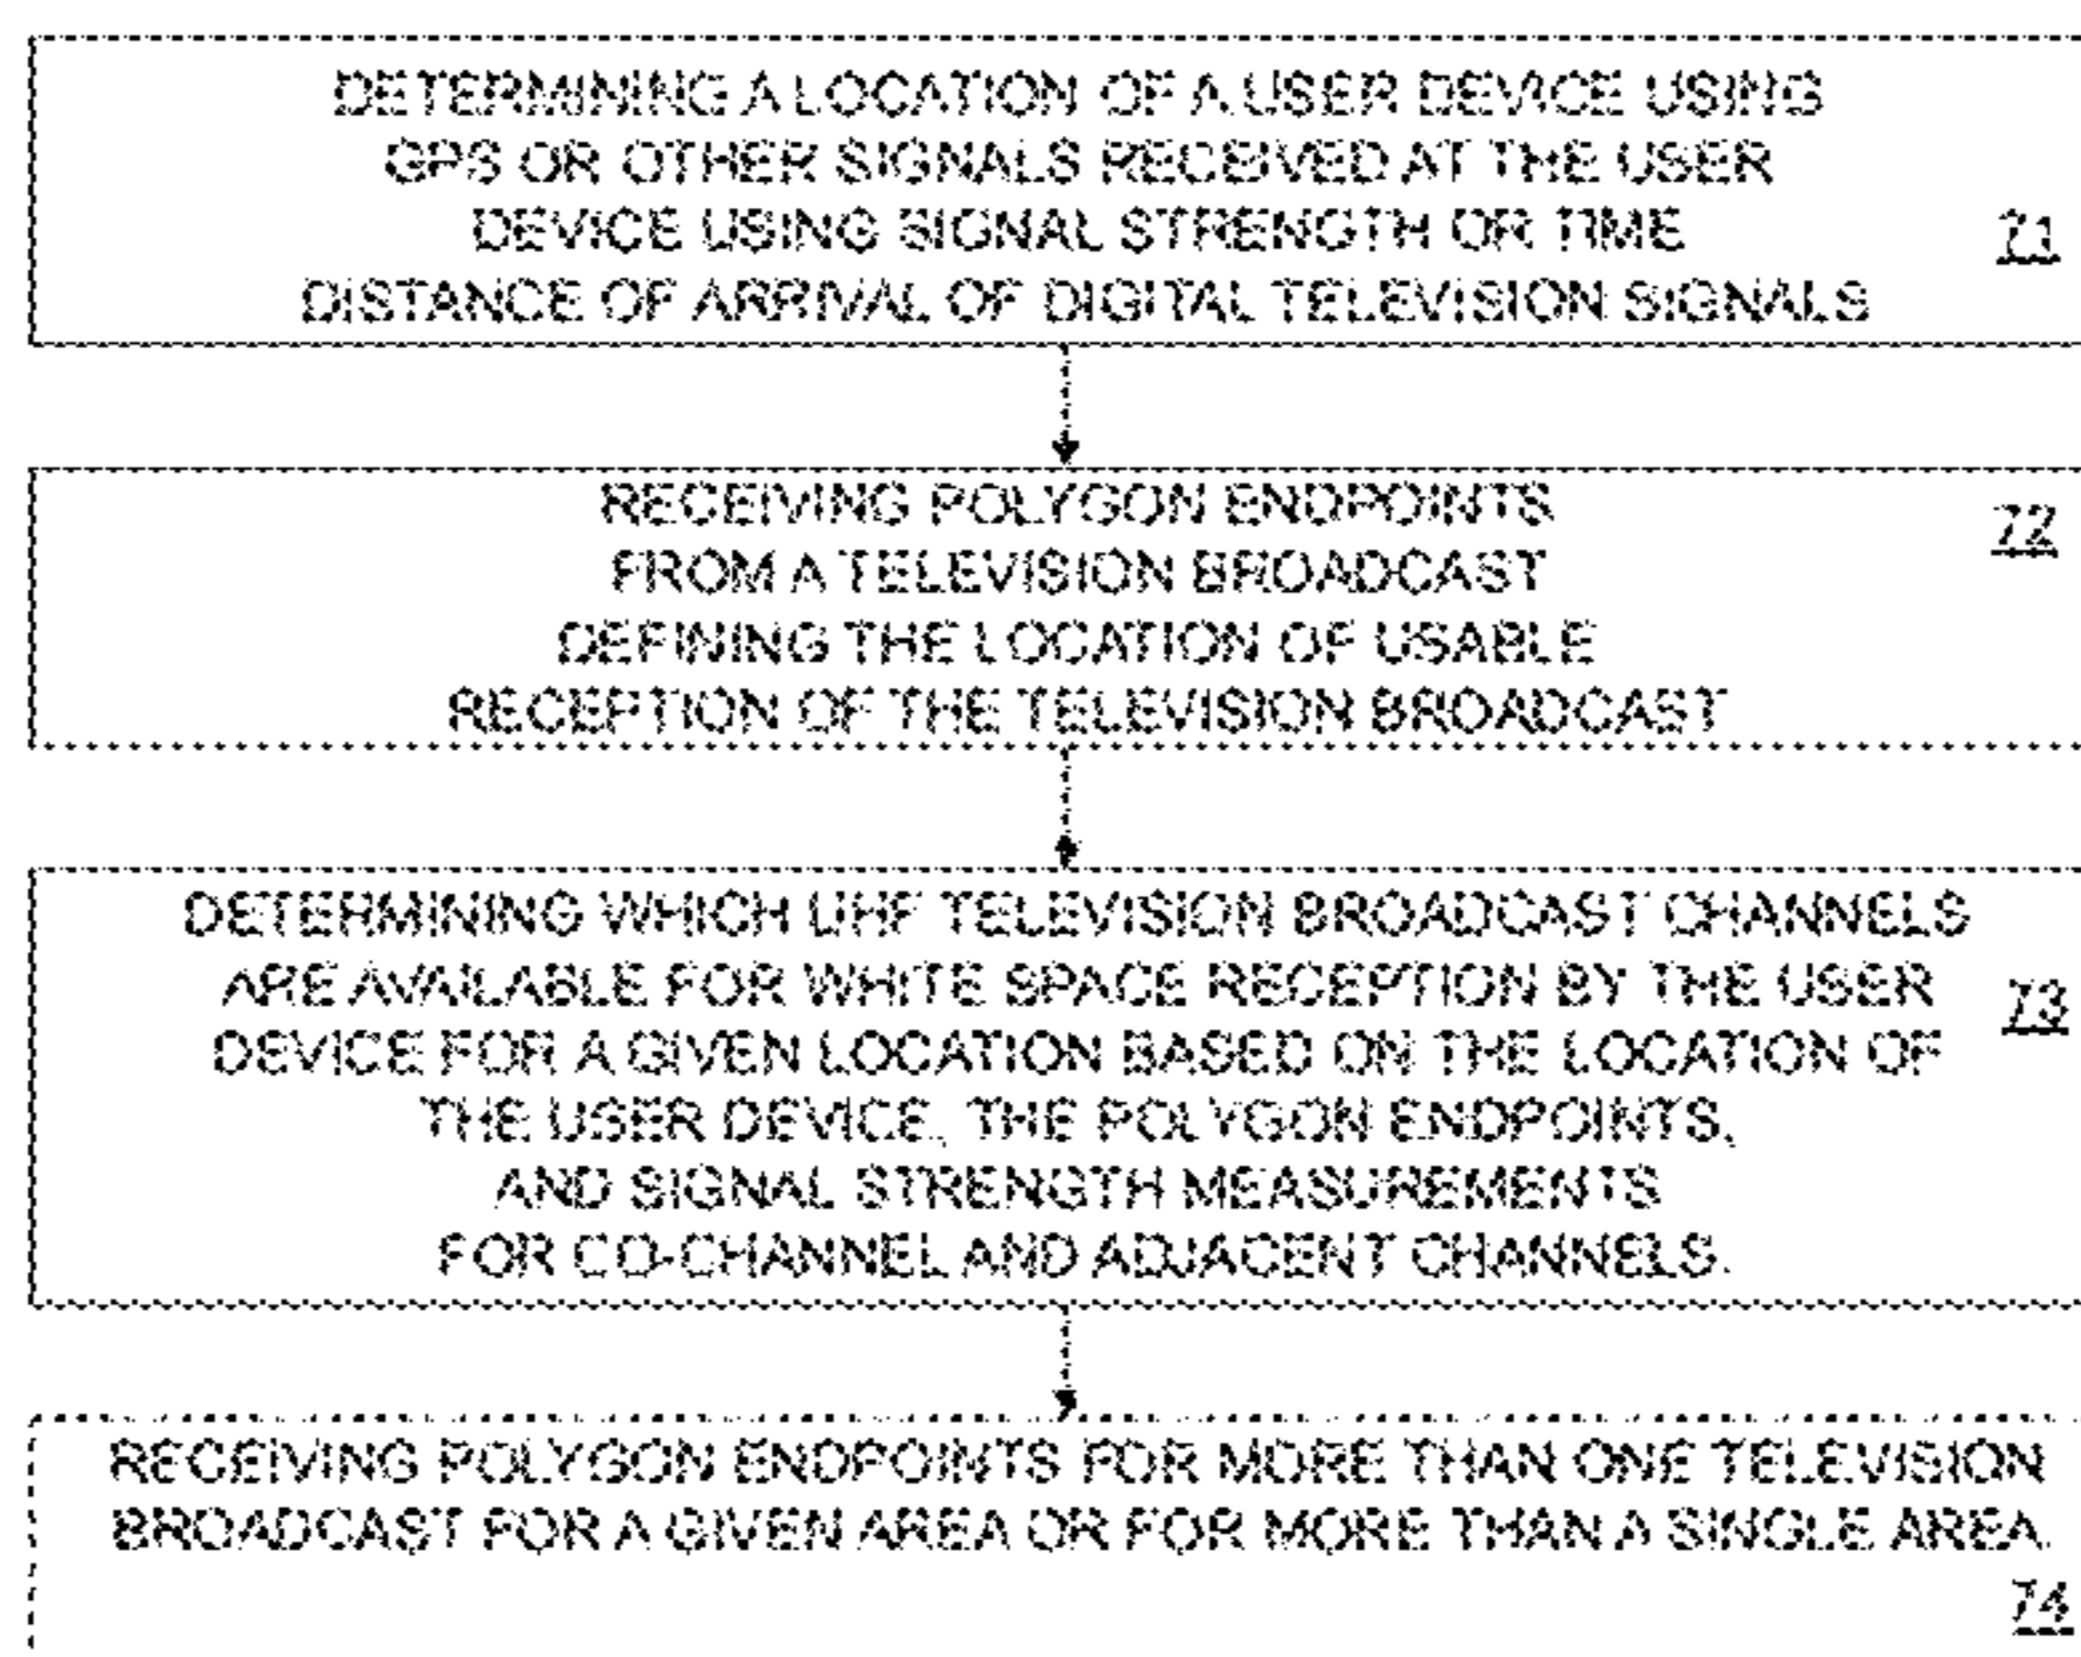 DETERMINING A LOCATION OF A USER DEVICE USING
GPS OR OTHER SIGNALS RECEIVED AT THE USER
DEVICE USING SIGNAL STRENGTH OR TIME
DISTANCE OF ARRIVAL OF DIGITAL TELEVISION SIGNALS
71
RECEIVING POLYGON ENDPOINTS
FROM A TELEVISION BROADCAST
DEFINING THE LOCATION OF USABLE
RECEPTION OF THE TELEVISION BROADCAST
72
DETERMINING WHICH UHF TELEVISION BROADCAST CHANNELS
ARE AVAILABLE FOR WHITE SPACE RECEPTION BY THE USER
DEVICE FOR A GIVEN LOCATION BASED ON THE LOCATION OF
THE USER DEVICE, THE POLYGON ENDPOINTS,
AND SIGNAL STRENGTH MEASUREMENTS
FOR CO-CHANNEL AND ADJACENT CHANNELS.
73
RECEIVING POLYGON ENDPOINTS FOR MORE THAN ONE TELEVISION
BROADCAST FOR A GIVEN AREA OR FOR MORE THAN A SINGLE AREA.
74